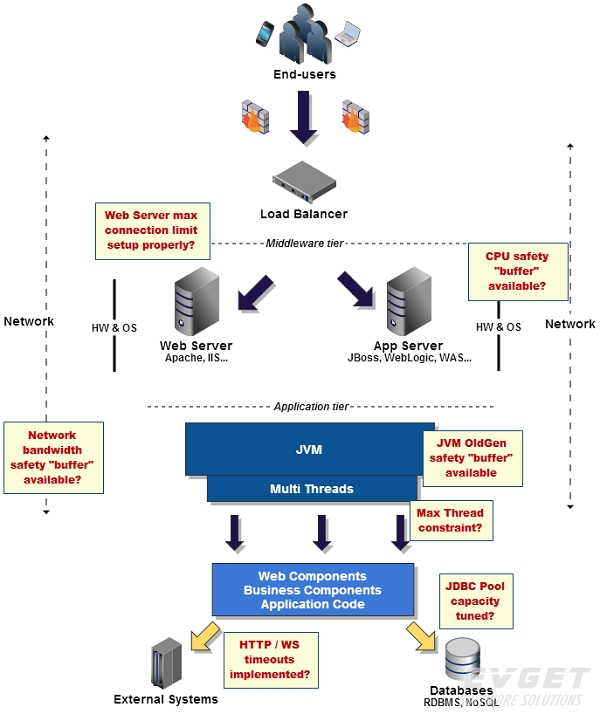 End-users
Load Balancer
Web Server max
connection limit
setup properly?
Middleware tier
CPU safety
"buffer"
available?
Network
HW & OS
Web Server
Apache, IIS...
App Server
JBoss, WebLogic, WAS...
HW & OS
Network
Application tier
Network
bandwidth
safety "buffer"
available?
JVM
JVM OldGen
safety "buffer"
available
Multi Threads
Max Thread
constraint?
Web Components
Business Components
Application Code
JDBC Pool
capacity
tuned?
HTTP / WS
timeouts
implemented?
External Systems
Databases
RDBMS, NoSQL
EVGET
MORE SOLUTIONS